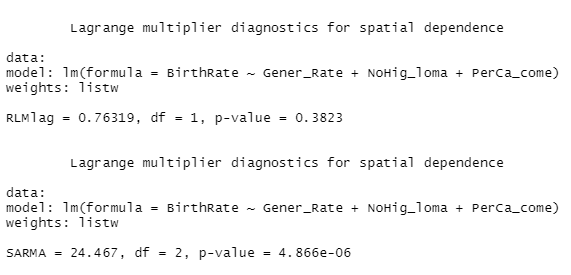 Lagrange multiplier diagnostics for spatial dependence
data:
model: lm(formula = BirthRate ~ Gener_Rate + NoHig_loma + PerCa_come)
weights: listw
RLMlag = 0.76319, df = 1, p-value = 0.3823
Lagrange multiplier diagnostics for spatial dependence
data:
model: lm(formula = BirthRate ~ Gener_Rate + NoHig_loma + PerCa_come)
weights: listw
SARMA = 24.467, df = 2, p-value = 4.866e-06